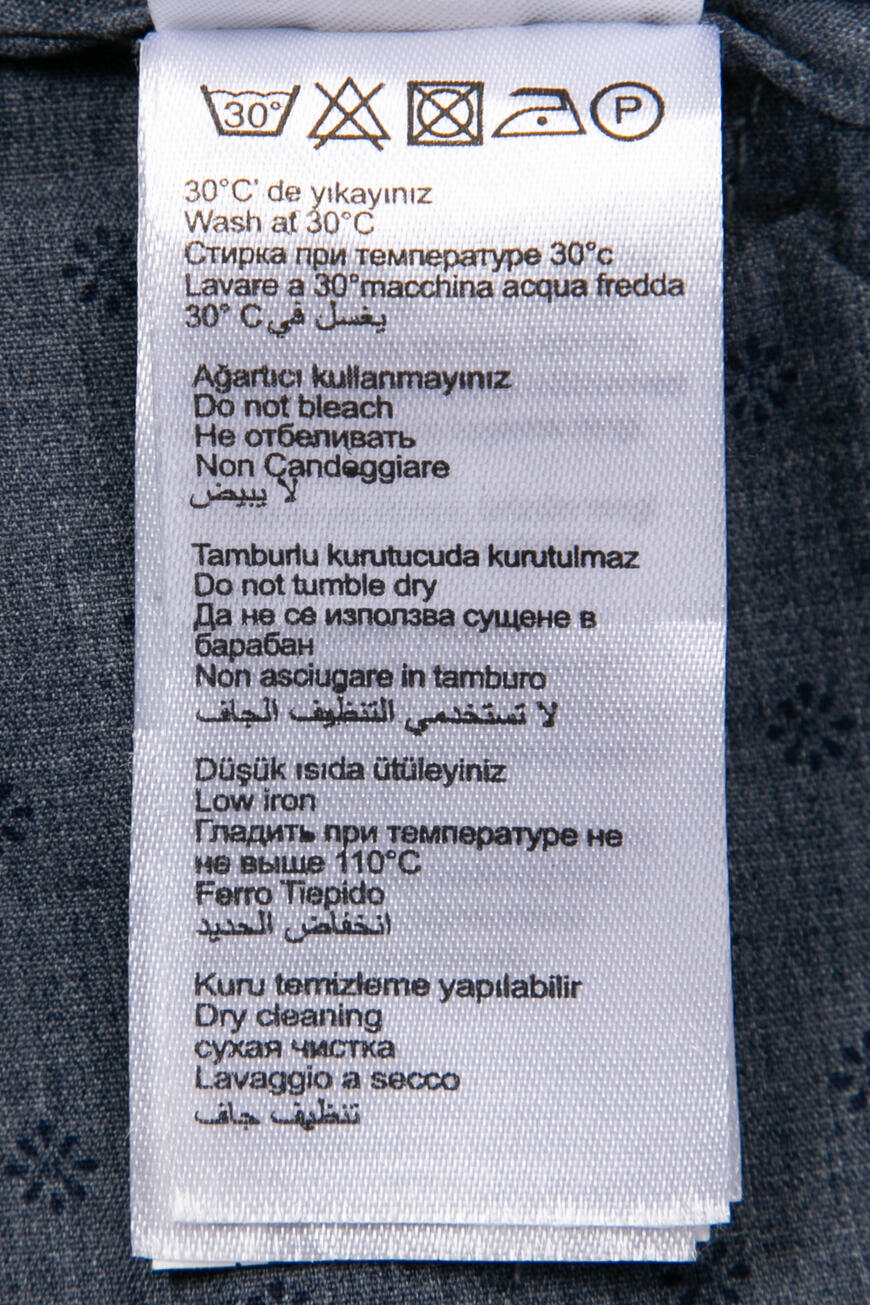 30°
P
30°C' de yıkayınız
Wash at 30°C
Стирка при температуре 30°c
Lavare a 30°macchina acqua fredda
يغسل في 30° C
Ağartıcı kullanmayınız
Do not bleach
Не отбеливать
Non Candeggiare
لا يبيض
Tamburlu kurutucuda kurutulmaz
Do not tumble dry
Да не се използва сущене в
барабан
Non asciugare in tamburo
لا تستخدمي التنظيف الجاف
Düşük ısıda ütüleyiniz
Low iron
Гладить при температуре не
не выше 110°C
Ferro Tiepido
انخفاض الحديد
Kuru temizleme yapılabilir
Dry cleaning
сухая чистка
Lavaggio a secco
تنظيف جاف